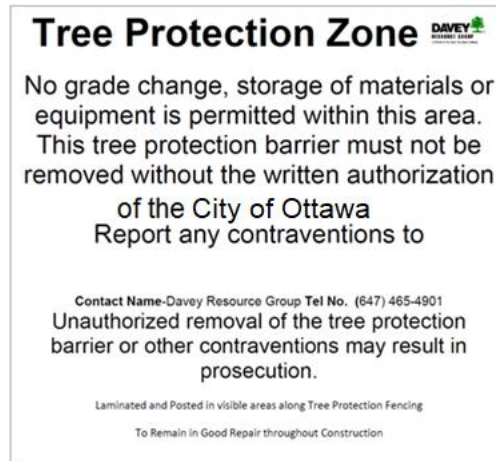 Tree Protection Zone DAVEY
RESOURCE GROUP
No grade change, storage of materials or
equipment is permitted within this area.
This tree protection barrier must not be
removed without the written authorization
of the City of Ottawa
Report any contraventions to
Contact Name-Davey Resource Group Tel No. (647) 465-4901
Unauthorized removal of the tree protection
barrier or other contraventions may result in
prosecution.
Laminated and Posted in visible areas along Tree Protection Fencing
To Remain in Good Repair throughout Construction